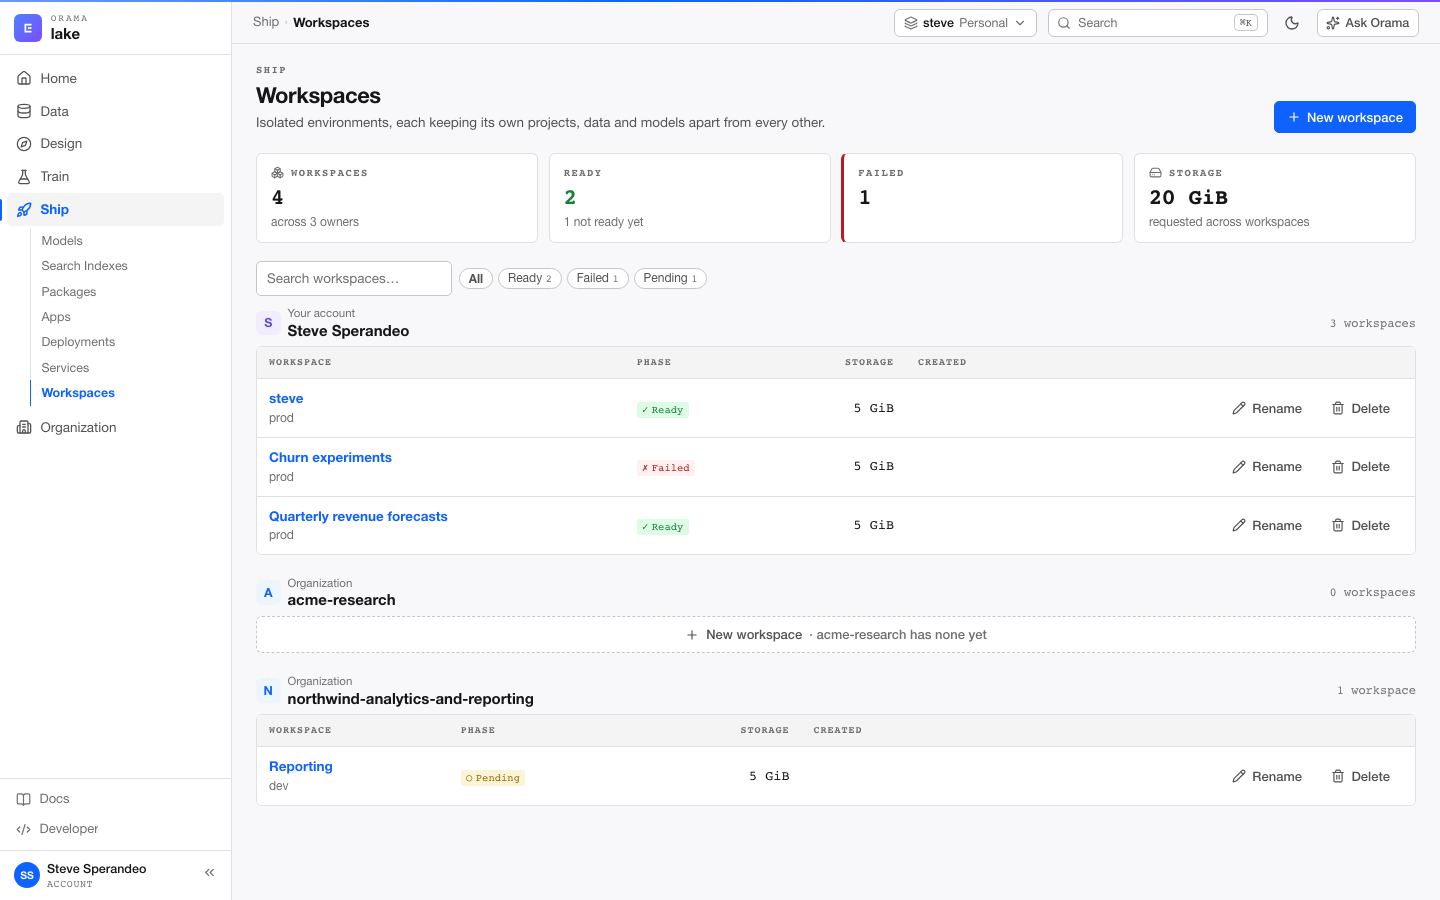 ORAMA
lake
Ship · Workspaces
steve Personal
Search ⌘K
Ask Orama
Home
Data
Design
Train
Ship
Models
Search Indexes
Packages
Apps
Deployments
Services
Workspaces
Organization
Docs
Developer
SS
Steve Sperandeo
ACCOUNT
SHIP
Workspaces
Isolated environments, each keeping its own projects, data and models apart from every other.
+ New workspace
WORKSPACES
4
across 3 owners
READY
2
1 not ready yet
FAILED
1
STORAGE
20 GiB
requested across workspaces
Search workspaces...
All
Ready 2
Failed 1
Pending 1
S
Your account
Steve Sperandeo
3 workspaces
WORKSPACE PHASE STORAGE CREATED
steve
prod
✓ Ready
5 GiB
Rename
Delete
Churn experiments
prod
✗ Failed
5 GiB
Rename
Delete
Quarterly revenue forecasts
prod
✓ Ready
5 GiB
Rename
Delete
A
Organization
acme-research
0 workspaces
+ New workspace · acme-research has none yet
N
Organization
northwind-analytics-and-reporting
1 workspace
WORKSPACE PHASE STORAGE CREATED
Reporting
dev
○ Pending
5 GiB
Rename
Delete